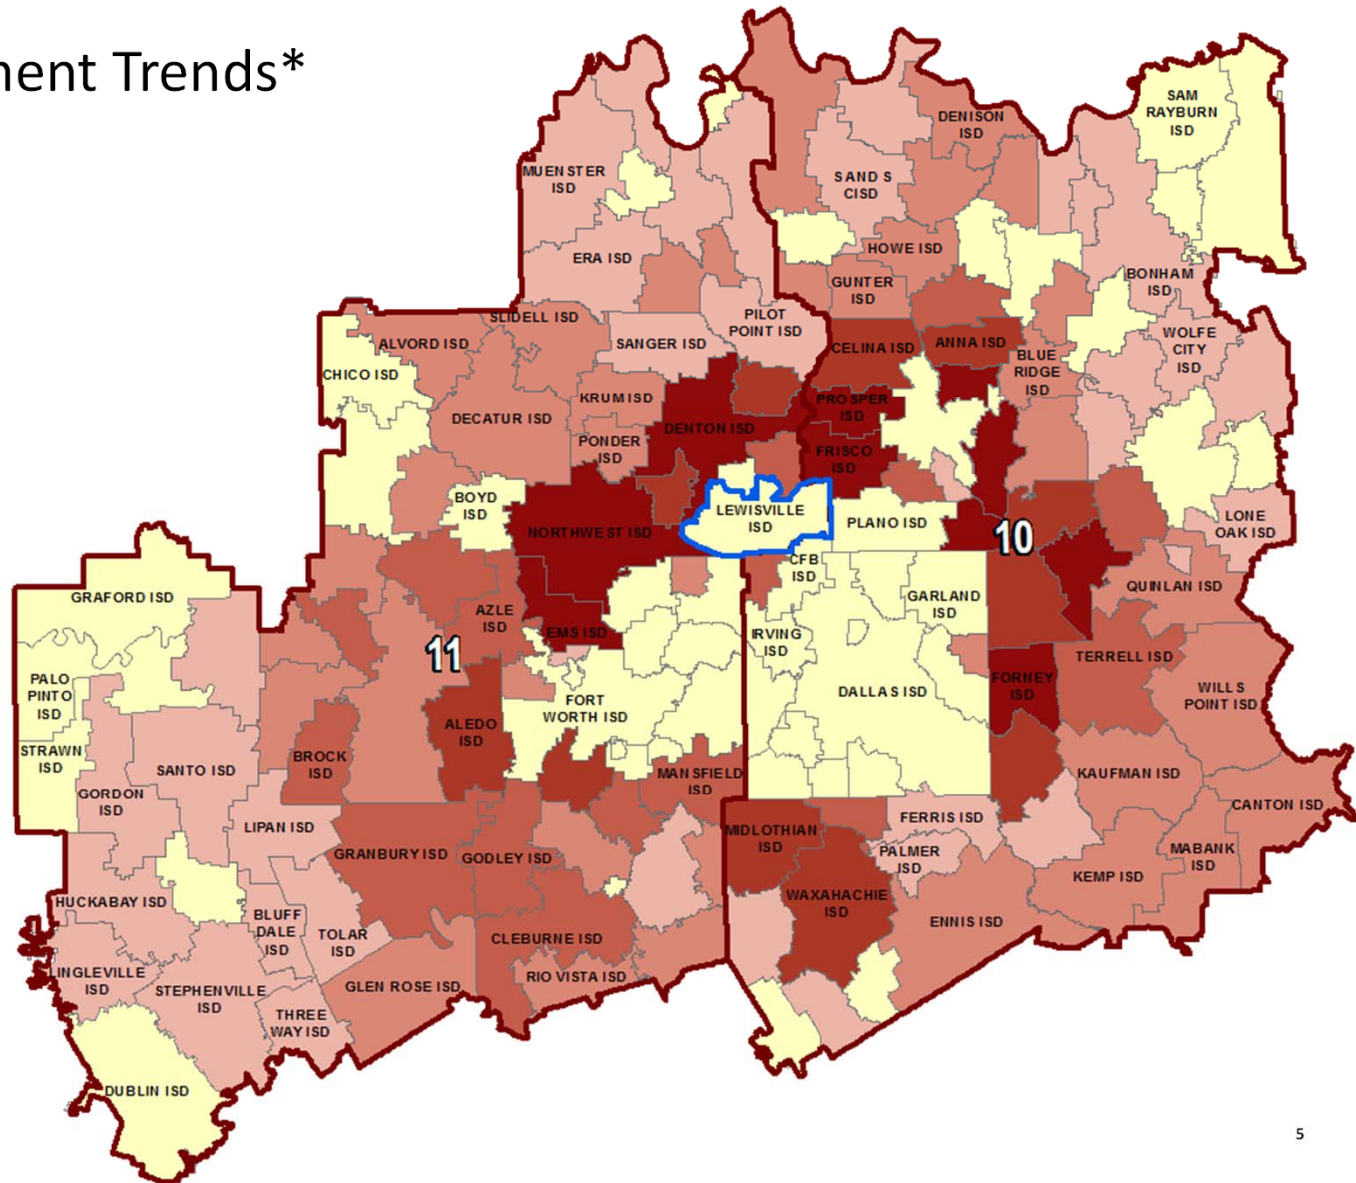 ment Trends*
SAM
RAYBURN
ISD
DENISON
ISD
MUENSTER
ISD
SAND S
CISD
ERA ISD
HOWE ISD
GUNTER
ISD
BONHAM
ISD
SLIDELL ISD
PILOT
POINT ISD
ALVORD ISD
SANGER ISD
CELINA ISD
ANNA ISD
WOLFE
CITY
ISD
BLUE
RIDGE
ISD
CHICO ISD
KRUM ISD
PROSPER
ISD
DECATUR ISD
DENTON ISD
PONDER
ISD
FRISCO
ISD
BOYD
ISD
LEWISVILLE
ISD
PLANO ISD
NORTHWEST ISD
10
LONE
OAK ISD
CFB
ISD
QUINLAN ISD
GRAFORD ISD
GARLAND
ISD
AZLE
ISD
EMS ISD
IRVING
ISD
11
TERRELL ISD
PALO
PINTO
ISD
FORNEY
ISD
DALLAS ISD
WILLS
POINT ISD
FORT
WORTH ISD
ALEDO
ISD
STRAWN
ISD
BROCK
ISD
SANTO ISD
MANSFIELD
ISD
KAUFMAN ISD
GORDON
ISD
CANTON ISD
LIPAN ISD
FERRIS ISD
MIDLOTHIAN
ISD
GRANBURY ISD
GODLEY ISD
PALMER
ISD
MABANK
ISD
KEMP ISD
WAXAHACHIE
ISD
HUCKABAY ISD
BLUFF
DALE
ISD
ENNIS ISD
TOLAR
ISD
CLEBURNE ISD
LINGLEVILLE
ISD
RIO VISTA ISD
STEPHENVILLE
ISD
GLEN ROSE ISD
THREE
WAY ISD
DUBLIN ISD
5